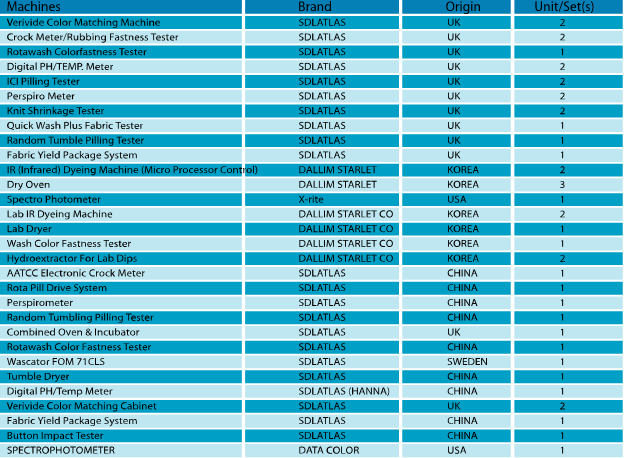 Machines Brand Origin Unit/Set(s)
Verivide Color Matching Machine SDLATLAS UK 2
Crock Meter/Rubbing Fastness Tester SDLATLAS UK 2
Rotawash Colorfastness Tester SDLATLAS UK 1
Digital PH/TEMP. Meter SDLATLAS UK 2
ICI Pilling Tester SDLATLAS UK 2
Perspiro Meter SDLATLAS UK 2
Knit Shrinkage Tester SDLATLAS UK 2
Quick Wash Plus Fabric Tester SDLATLAS UK 1
Random Tumble Pilling Tester SDLATLAS UK 1
Fabric Yield Package System SDLATLAS UK 1
IR (Infrared) Dyeing Machine (Micro Processor Control) DALLIM STARLET KOREA 2
Dry Oven DALLIM STARLET KOREA 3
Spectro Photometer X-rite USA 1
Lab IR Dyeing Machine DALLIM STARLET CO KOREA 2
Lab Dryer DALLIM STARLET CO KOREA 1
Wash Color Fastness Tester DALLIM STARLET CO KOREA 1
Hydroextractor For Lab Dips DALLIM STARLET CO KOREA 2
AATCC Electronic Crock Meter SDLATLAS CHINA 1
Rota Pill Drive System SDLATLAS CHINA 1
Perspirometer SDLATLAS CHINA 1
Random Tumbling Pilling Tester SDLATLAS CHINA 1
Combined Oven & Incubator SDLATLAS UK 1
Rotawash Color Fastness Tester SDLATLAS CHINA 1
Wascator FOM 71CLS SDLATLAS SWEDEN 1
Tumble Dryer SDLATLAS CHINA 1
Digital PH/Temp Meter SDLATLAS (HANNA) CHINA 1
Verivide Color Matching Cabinet SDLATLAS UK 2
Fabric Yield Package System SDLATLAS CHINA 1
Button Impact Tester SDLATLAS CHINA 1
SPECTROPHOTOMETER DATA COLOR USA 1